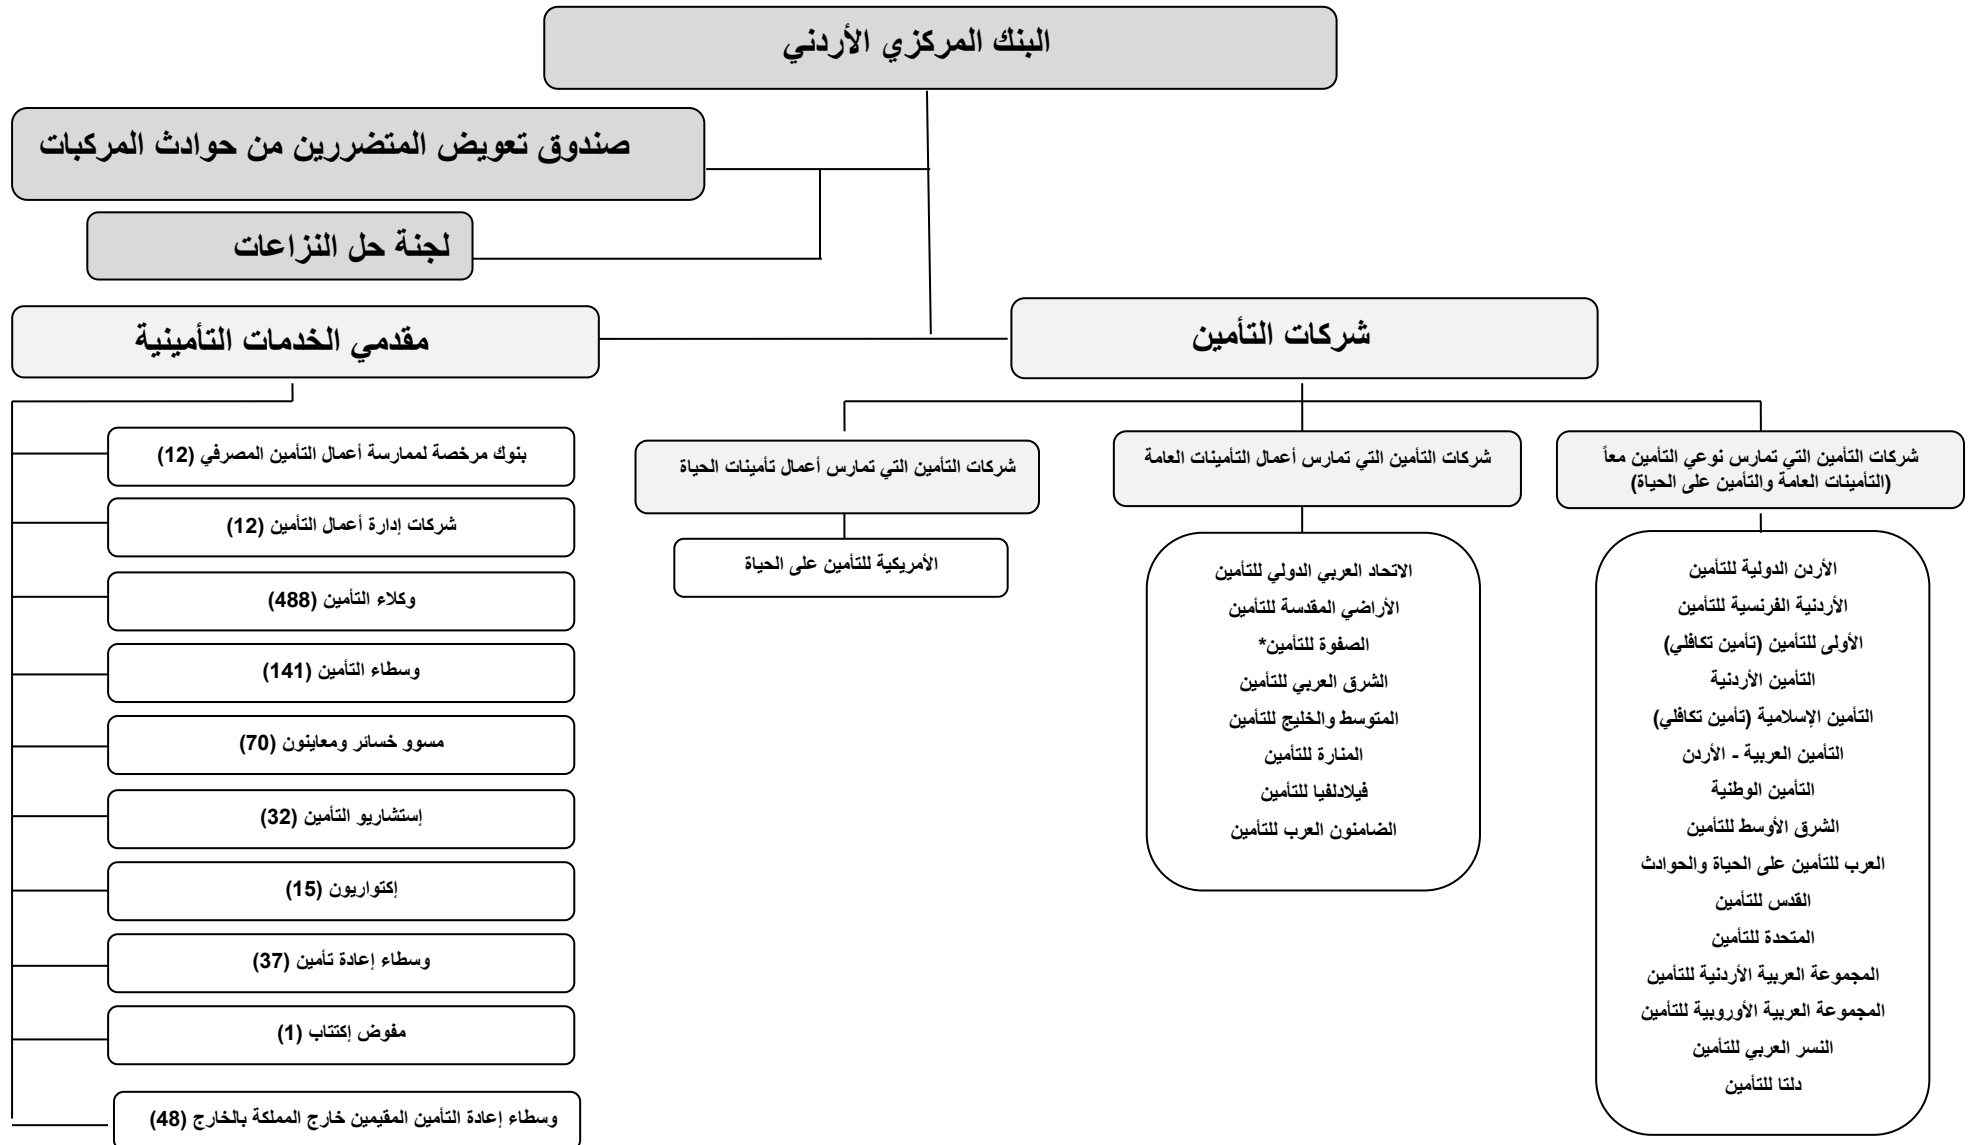 البنك المركزي الأردني
صندوق تعويض المتضررين من حوادث المركبات
لجنة حل النزاعات
شركات التأمين
مقدمي الخدمات التأمينية
شركات التأمين التي تمارس نوعي التأمين معاً
(التأمينات العامة والتأمين على الحياة)
الأردن الدولية للتأمين
الأردنية الفرنسية للتأمين
الأولى للتأمين (تأمين تكافلي)
التأمين الأردنية
التأمين الإسلامية (تأمين تكافلي)
التأمين العربية - الأردن
التأمين الوطنية
الشرق الأوسط للتأمين
العرب للتأمين على الحياة والحوادث
القدس للتأمين
المتحدة للتأمين
المجموعة العربية الأردنية للتأمين
المجموعة العربية الأوروبية للتأمين
النسر العربي للتأمين
دلتا للتأمين
شركات التأمين التي تمارس أعمال التأمينات العامة
الاتحاد العربي الدولي للتأمين
الأراضي المقدسة للتأمين
الصفوة للتأمين*
الشرق العربي للتأمين
المتوسط والخليج للتأمين
المنارة للتأمين
فيلادلفيا للتأمين
الضامنون العرب للتأمين
شركات التأمين التي تمارس أعمال تأمينات الحياة
الأمريكية للتأمين على الحياة
بنوك مرخصة لممارسة أعمال التأمين المصرفي (12)
شركات إدارة أعمال التأمين (12)
وكلاء التأمين (488)
وسطاء التأمين (141)
مسوو خسائر ومعاينون (70)
إستشاريو التأمين (32)
إكتواريون (15)
وسطاء إعادة تأمين (37)
مفوض إكتتاب (1)
وسطاء إعادة التأمين المقيمين خارج المملكة بالخارج (48)